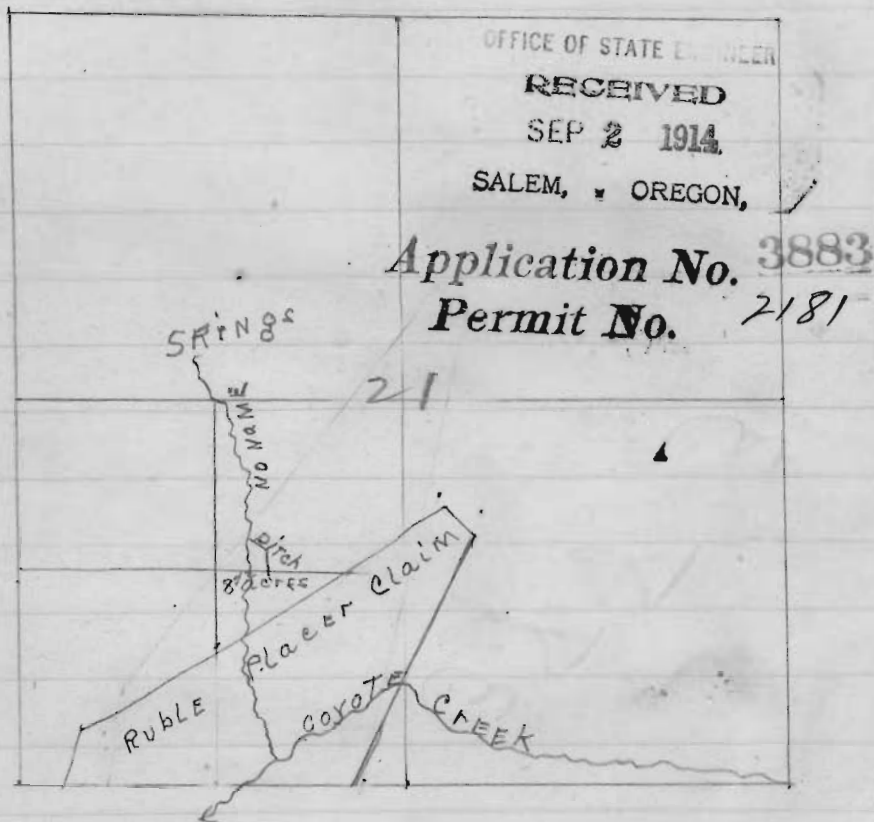 OFFICE OF STATE ENGINEER
RECEIVED
SEP 2 1914
SALEM, OREGON,
Application No. 3883
Permit No. 2181
SPRINGS
21
NO NAME
DITCH
8 ACRES
RUBLE PLACER CLAIM
COYOTE CREEK